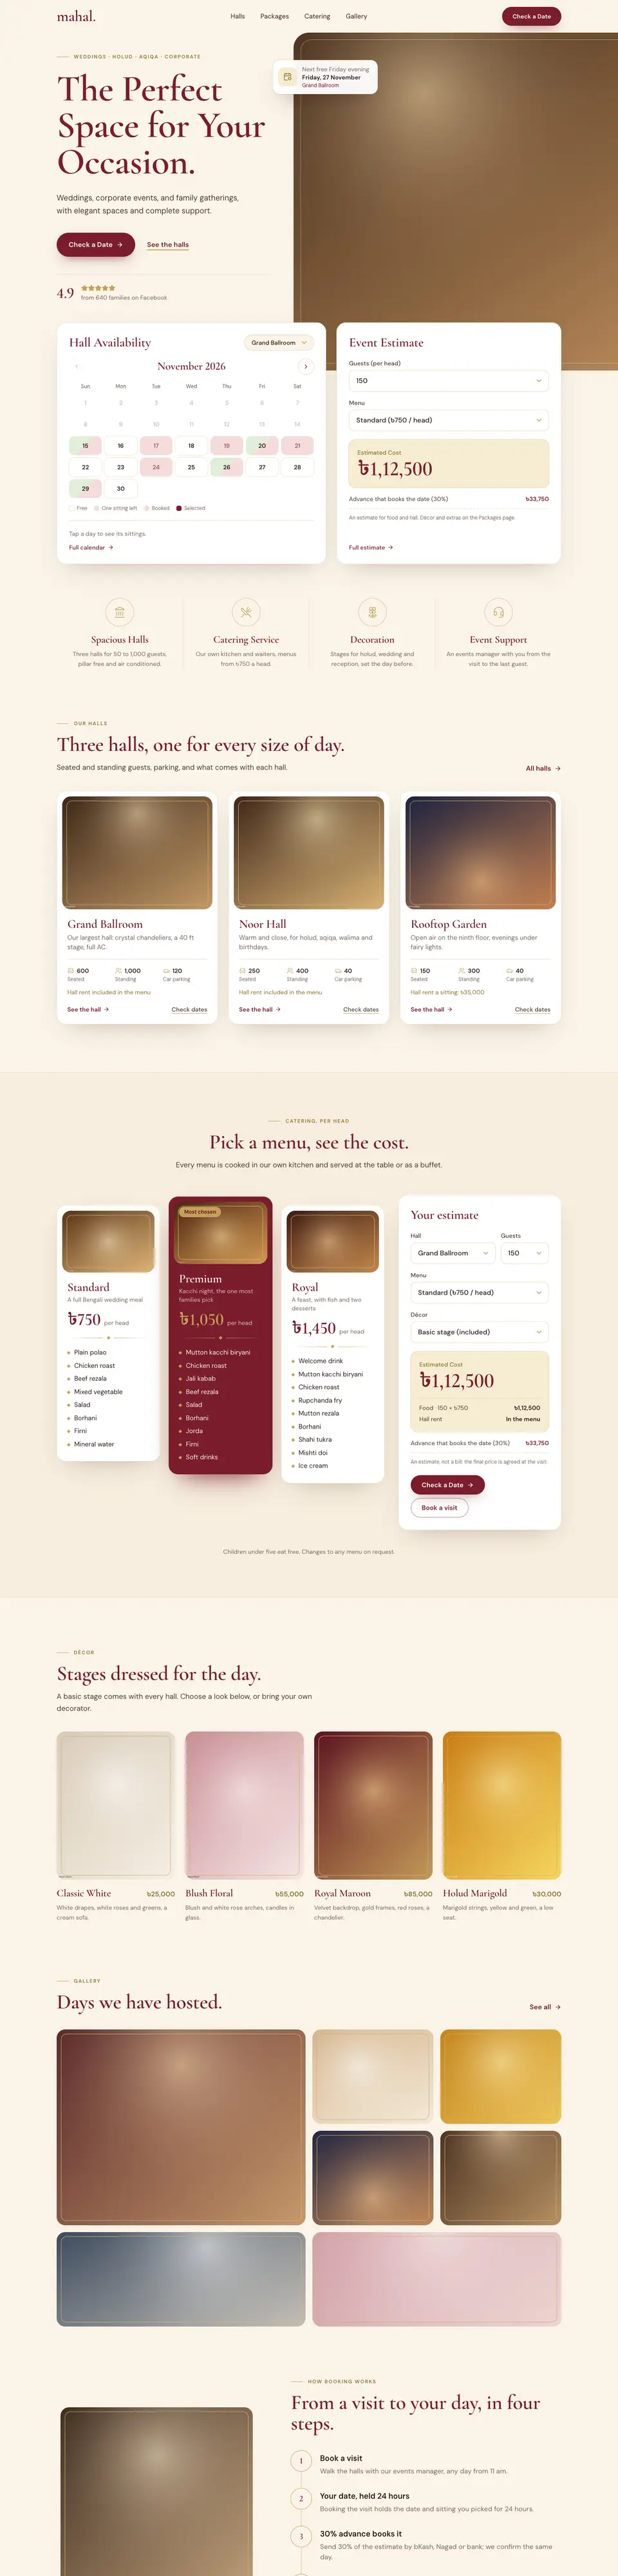 mahal.
Halls Packages Catering Gallery
Check a Date
WEDDINGS · HOLUD · AQIQA · CORPORATE
The Perfect
Space for Your
Occasion.
Weddings, corporate events, and family gatherings,
with elegant spaces and complete support.
Check a Date →
See the halls
4.9
from 640 families on Facebook
Next free Friday evening
Friday, 27 November
Grand Ballroom
Hall Availability
Grand Ballroom
November 2026
Sun Mon Tue Wed Thu Fri Sat
1 2 3 4 5 6 7
8 9 10 11 12 13 14
15 16 17 18 19 20 21
22 23 24 25 26 27 28
29 30
Free One sitting left Booked Selected
Tap a day to see its sittings.
Full calendar →
Event Estimate
Guests (per head)
150
Menu
Standard (৳750 / head)
Estimated Cost
৳1,12,500
Advance that books the date (30%) ৳33,750
An estimate for food and hall. Décor and extras on the Packages page.
Full estimate →
Spacious Halls
Three halls for 50 to 1,000 guests,
pillar free and air conditioned.
Catering Service
Our own kitchen and waiters, menus
from ৳750 a head.
Decoration
Stages for holud, wedding and
reception, set the day before.
Event Support
An events manager with you from the
visit to the last guest.
OUR HALLS
Three halls, one for every size of day.
Seated and standing guests, parking, and what comes with each hall.
All halls →
Grand Ballroom
Our largest hall: crystal chandeliers, a 40 ft
stage, full AC.
600 1,000 120
Seated Standing Car parking
Hall rent included in the menu
See the hall → Check dates
Noor Hall
Warm and close, for holud, aqiqa, walima and
birthdays.
250 400 40
Seated Standing Car parking
Hall rent included in the menu
See the hall → Check dates
Rooftop Garden
Open air on the ninth floor, evenings under
fairy lights.
150 300 40
Seated Standing Car parking
Hall rent a sitting: ৳35,000
See the hall → Check dates
CATERING, PER HEAD
Pick a menu, see the cost.
Every menu is cooked in our own kitchen and served at the table or as a buffet.
Standard
A full Bengali wedding meal
৳750 per head
Plain polao
Chicken roast
Beef rezala
Mixed vegetable
Salad
Borhani
Firni
Mineral water
Most chosen
Premium
Kacchi night, the one most
families pick
৳1,050 per head
Mutton kacchi biryani
Chicken roast
Jali kabab
Beef rezala
Salad
Borhani
Jorda
Firni
Soft drinks
Royal
A feast, with fish and two
desserts
৳1,450 per head
Welcome drink
Mutton kacchi biryani
Chicken roast
Rupchanda fry
Mutton rezala
Borhani
Shahi tukra
Mishti doi
Ice cream
Your estimate
Hall Guests
Grand Ballroom 150
Menu
Standard (৳750 / head)
Décor
Basic stage (included)
Estimated Cost
৳1,12,500
Food · 150 × ৳750 ৳1,12,500
Hall rent In the menu
Advance that books the date (30%) ৳33,750
An estimate, not a bill: the final price is agreed at the visit.
Check a Date →
Book a visit
Children under five eat free. Changes to any menu on request.
DÉCOR
Stages dressed for the day.
A basic stage comes with every hall. Choose a look below, or bring your own
decorator.
Classic White ৳25,000
White drapes, white roses and greens, a
cream sofa.
Blush Floral ৳55,000
Blush and white rose arches, candles in
glass.
Royal Maroon ৳85,000
Velvet backdrop, gold frames, red roses, a
chandelier.
Holud Marigold ৳30,000
Marigold strings, yellow and green, a low
seat.
GALLERY
Days we have hosted.
See all →
HOW BOOKING WORKS
From a visit to your day, in four
steps.
1
Book a visit
Walk the halls with our events manager, any day from 11 am.
2
Your date, held 24 hours
Booking the visit holds the date and sitting you picked for 24 hours.
3
30% advance books it
Send 30% of the estimate by bKash, Nagad or bank; we confirm the same
day.